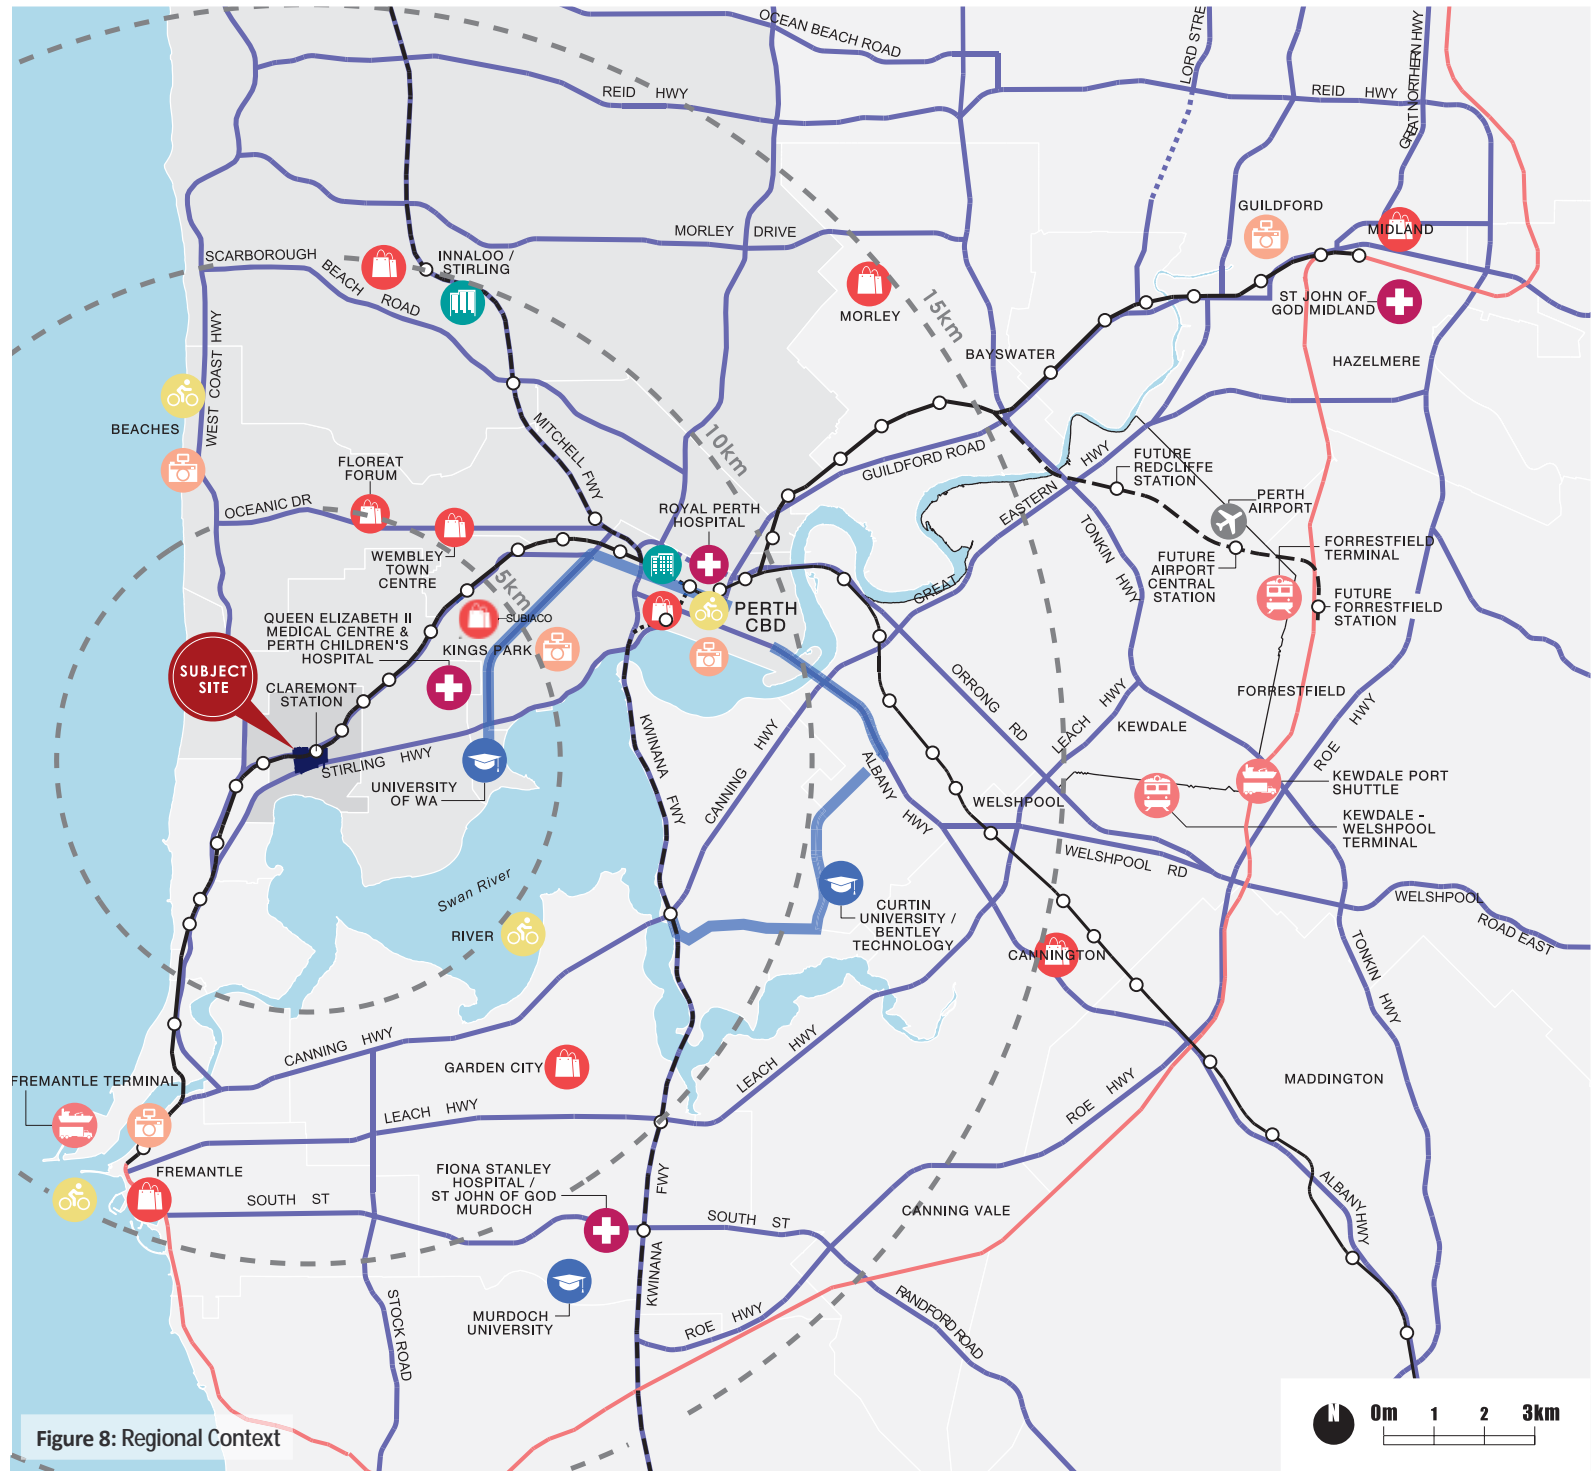 OCEAN BEACH ROAD
LORD STRE
GREAT NORTHERN HWY
REID HWY
REID HWY
GUILDFORD
MIDLAND
MORLEY DRIVE
SCARBOROUGH
BEACH ROAD
INNALOO /
STIRLING
15km
MORLEY
ST JOHN OF
GOD MIDLAND
WEST COAST HWY
BAYSWATER
HAZELMERE
BEACHES
MITCHELL FWY
10km
FLOREAT
FORUM
GUILDFORD ROAD
EASTERN HWY
FUTURE
REDCLIFFE
STATION
OCEANIC DR
ROYAL PERTH
HOSPITAL
PERTH
AIRPORT
TONKIN HWY
WEMBLEY
TOWN
CENTRE
5km
FUTURE
AIRPORT
CENTRAL
STATION
FORRESTFIELD
TERMINAL
GREAT
FUTURE
FORRESTFIELD
STATION
PERTH
CBD
QUEEN ELIZABETH II
MEDICAL CENTRE &
PERTH CHILDREN'S
HOSPITAL
SUBIACO
KINGS PARK
SUBJECT
SITE
CLAREMONT
STATION
ORRONG RD
LEACH HWY
FORRESTFIELD
KEWDALE
ROE HWY
STIRLING HWY
KWINANA FWY
CANNING HWY
ALBANY HWY
UNIVERSITY
OF WA
WELSHPOOL
KEWDALE PORT
SHUTTLE
KEWDALE -
WELSHPOOL
TERMINAL
WELSHPOOL RD
Swan River
CURTIN
UNIVERSITY /
BENTLEY
TECHNOLOGY
WELSHPOOL
ROAD EAST
RIVER
CANNINGTON
TONKIN HWY
CANNING HWY
GARDEN CITY
LEACH HWY
MADDINGTON
FREMANTLE TERMINAL
LEACH HWY
ROE HWY
FREMANTLE
FIONA STANLEY
HOSPITAL /
ST JOHN OF GOD
MURDOCH
FWY
SOUTH ST
SOUTH ST
CANNING VALE
ALBANY HWY
KWINANA
STOCK ROAD
MURDOCH
UNIVERSITY
ROE HWY
RANDFORD ROAD
N
0m 1 2 3km
Figure 8: Regional Context